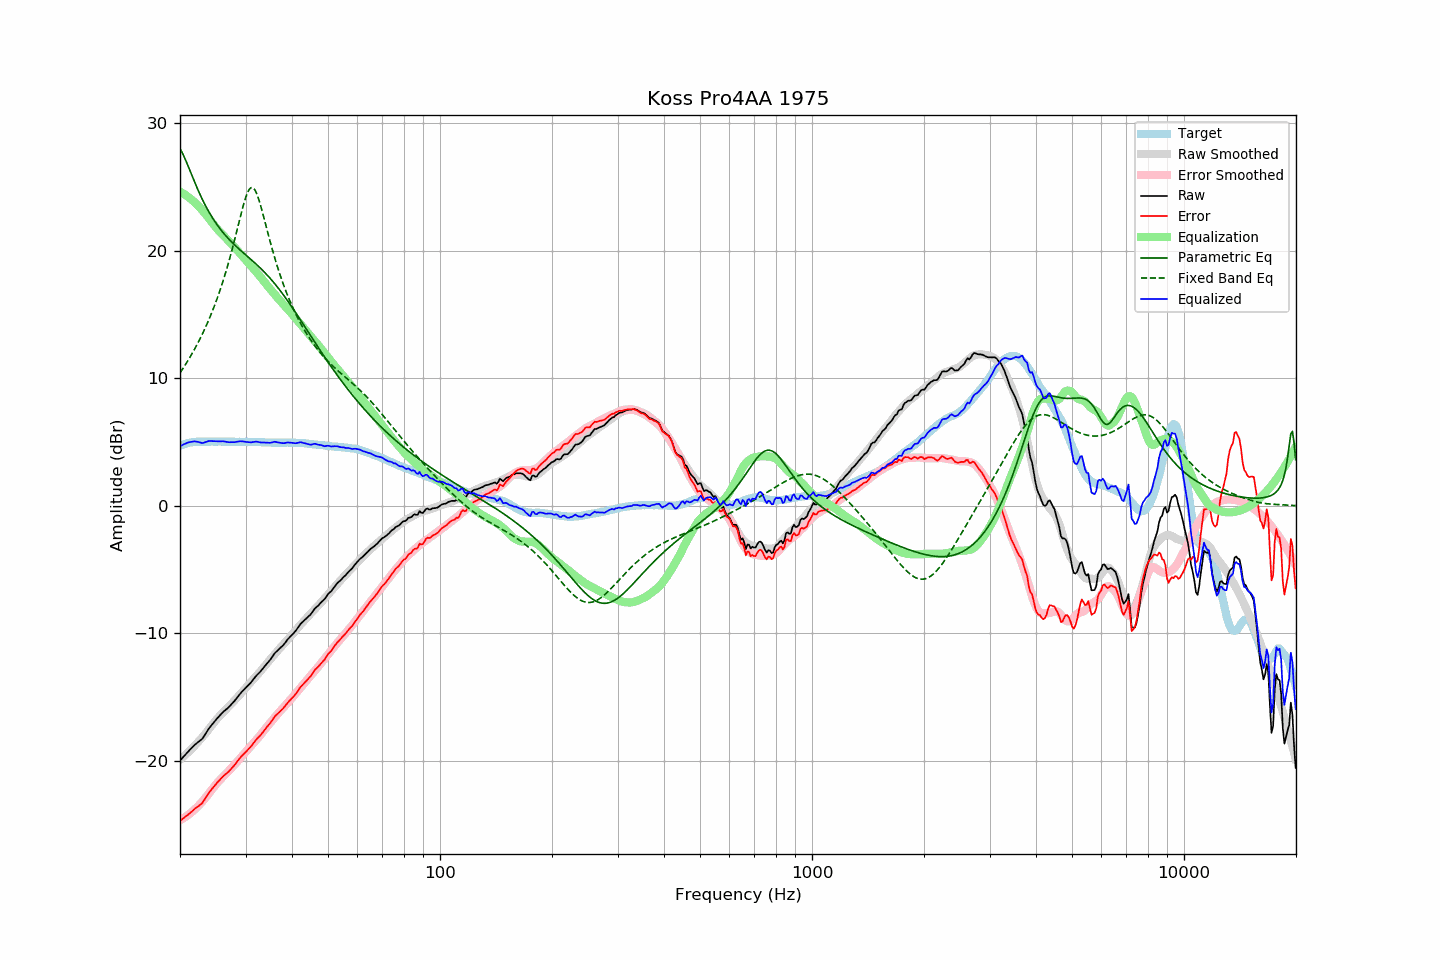 Koss Pro4AA 1975
30
20
10
0
−10
−20
Amplitude (dBr)
100
1000
10000
Frequency (Hz)
Target
Raw Smoothed
Error Smoothed
Raw
Error
Equalization
Parametric Eq
Fixed Band Eq
Equalized